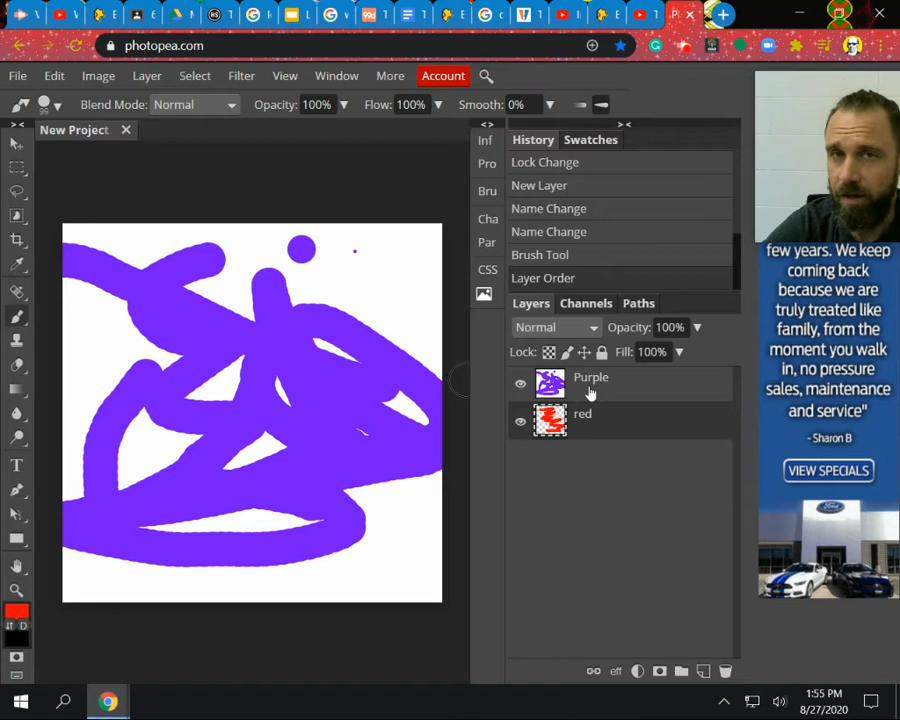 photopea.com
File Edit Image Layer Select Filter View Window More Account
99 Blend Mode: Normal Opacity: 100% Flow: 100% Smooth: 0%
New Project
Inf
Pro
Bru
Cha
Par
CSS
History Swatches
Lock Change
New Layer
Name Change
Name Change
Brush Tool
Layer Order
Layers Channels Paths
Normal Opacity: 100%
Lock: Fill: 100%
Purple
red
eff
D
few years. We keep
coming back
because we are
truly treated like
family, from the
moment you walk
in, no pressure
sales, maintenance
and service"
- Sharon B
VIEW SPECIALS
Ford
1:55 PM
8/27/2020